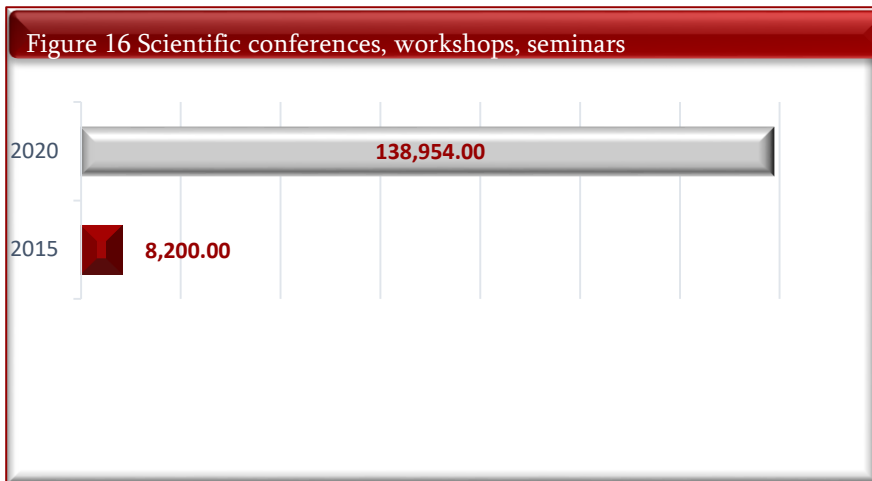 Figure 16 Scientific conferences, workshops, seminars
2020
138,954.00
2015
8,200.00